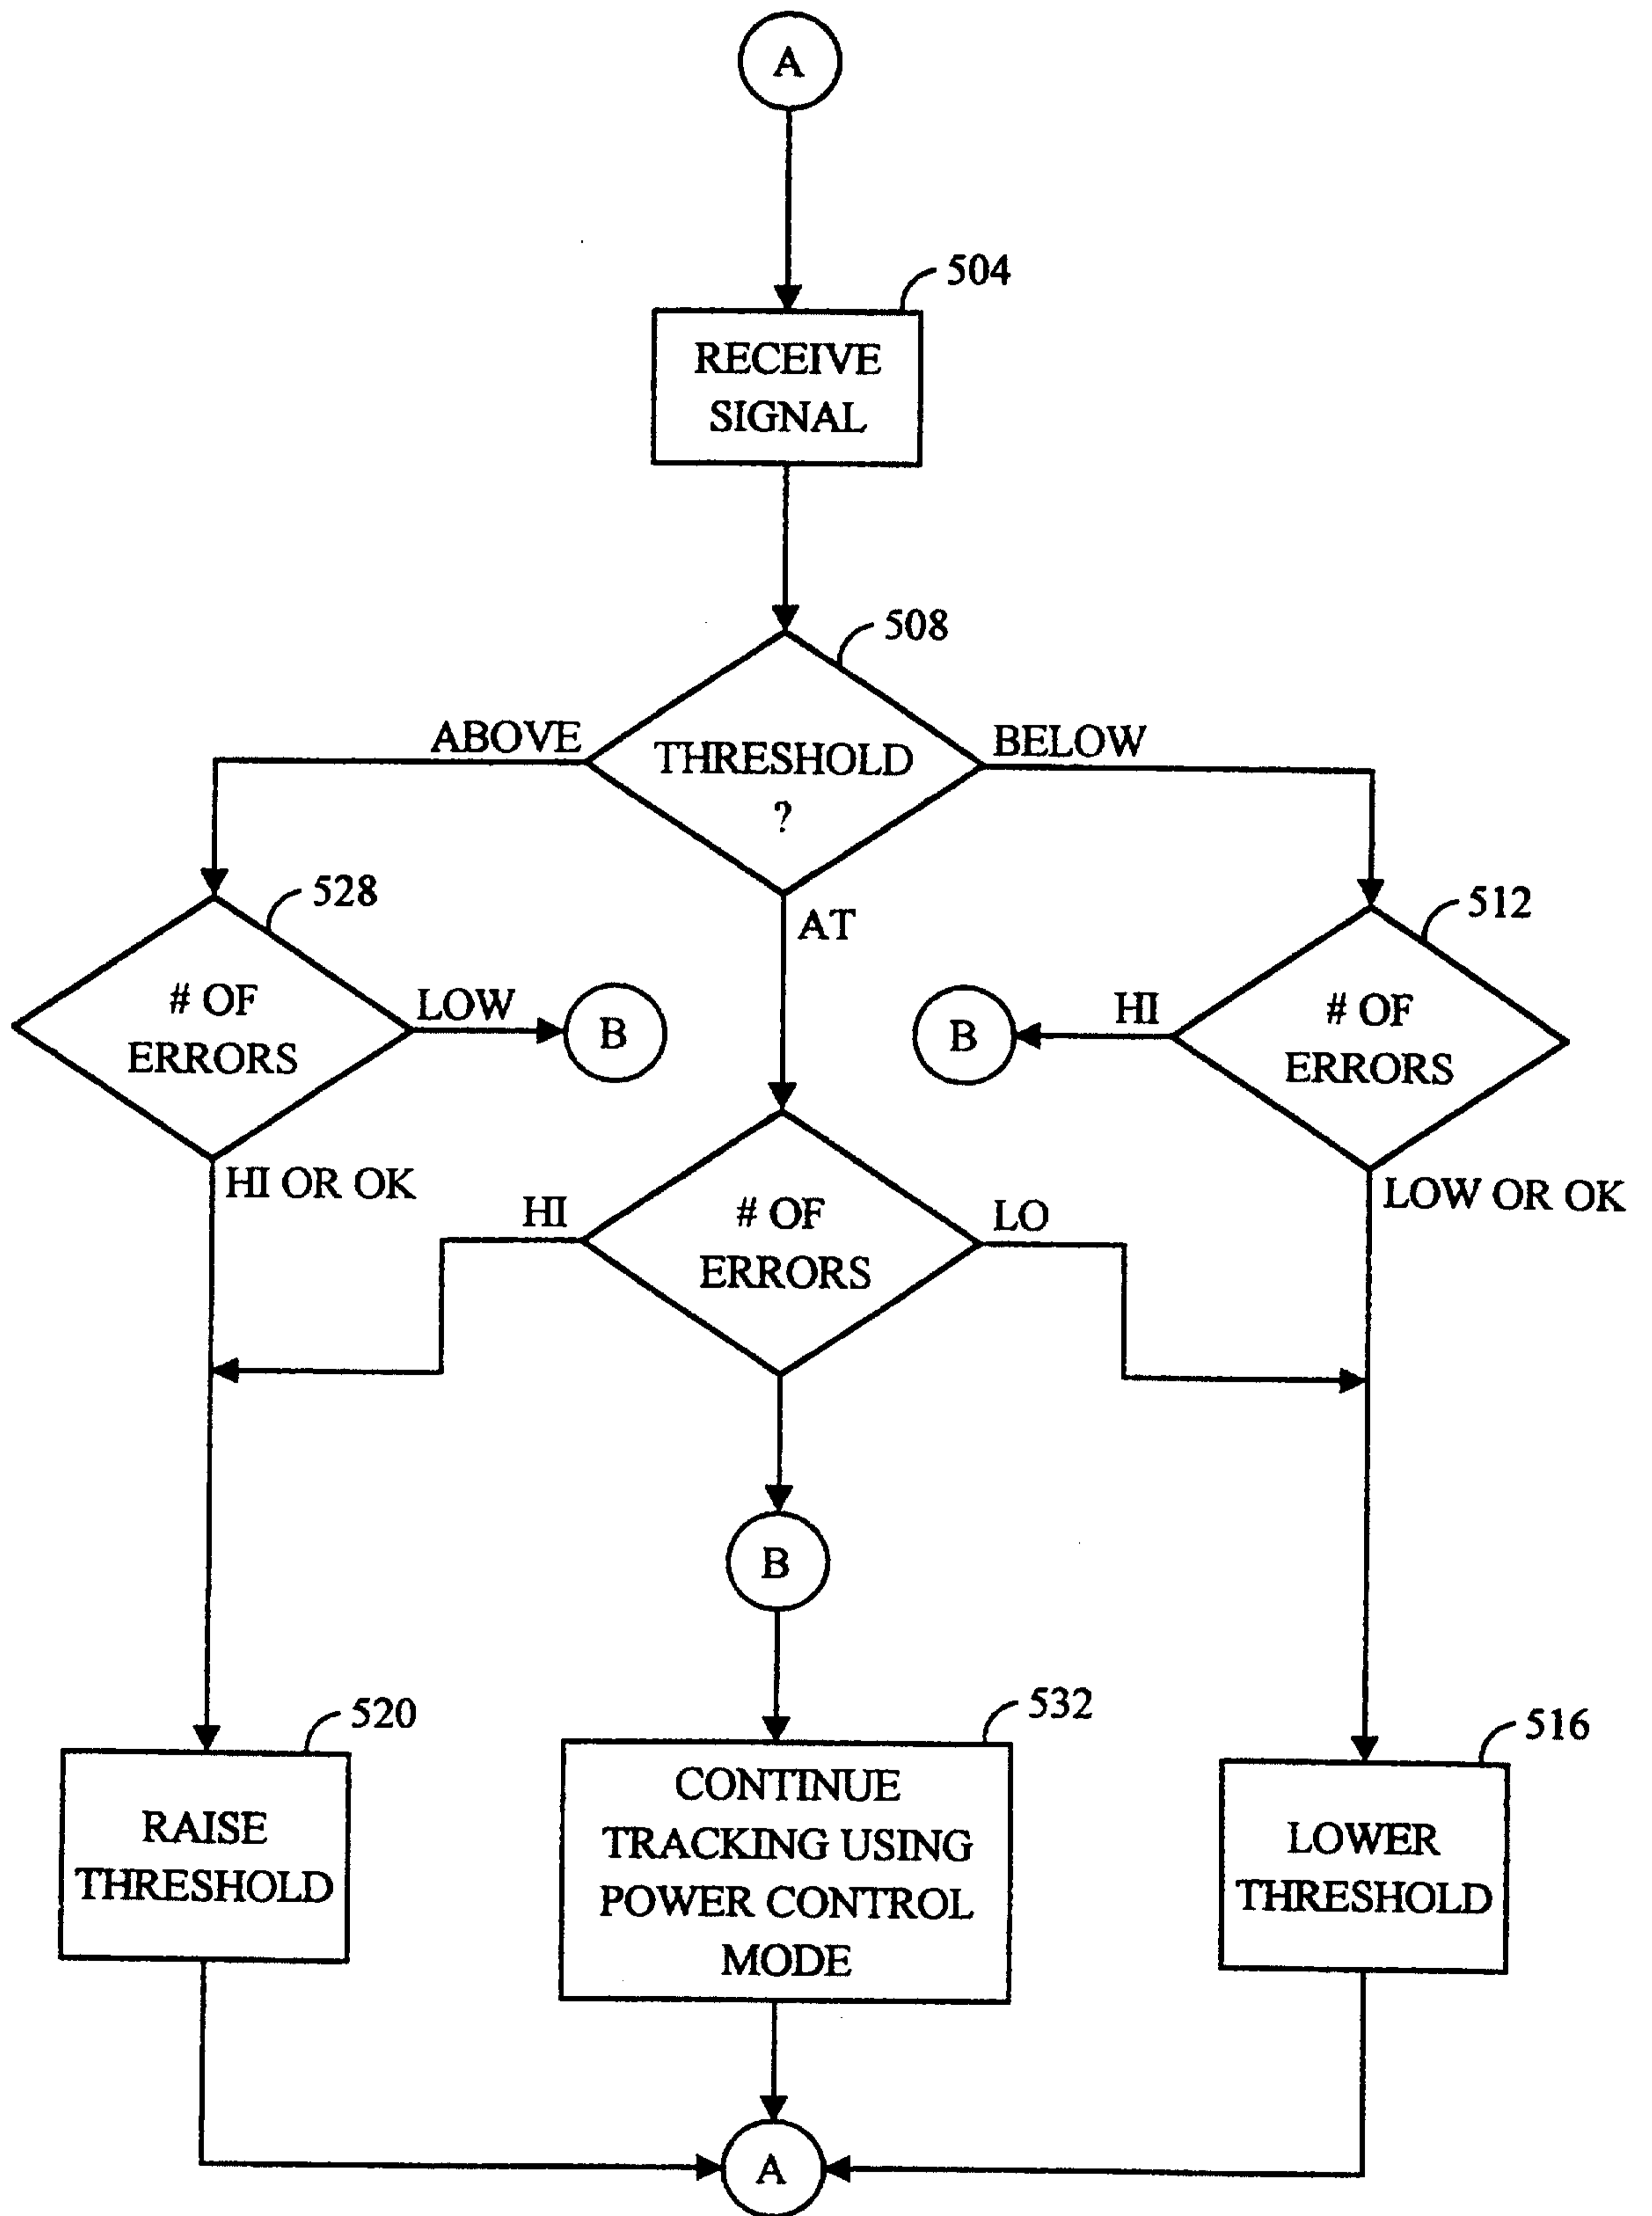 A
504
RECEIVE
SIGNAL
508
ABOVE
THRESHOLD
?
BELOW
528
AT
512
# OF
ERRORS
LOW
B
B
HI
# OF
ERRORS
HI OR OK
LOW OR OK
HI
# OF
ERRORS
LO
B
520
532
516
RAISE
THRESHOLD
CONTINUE
TRACKING USING
POWER CONTROL
MODE
LOWER
THRESHOLD
A